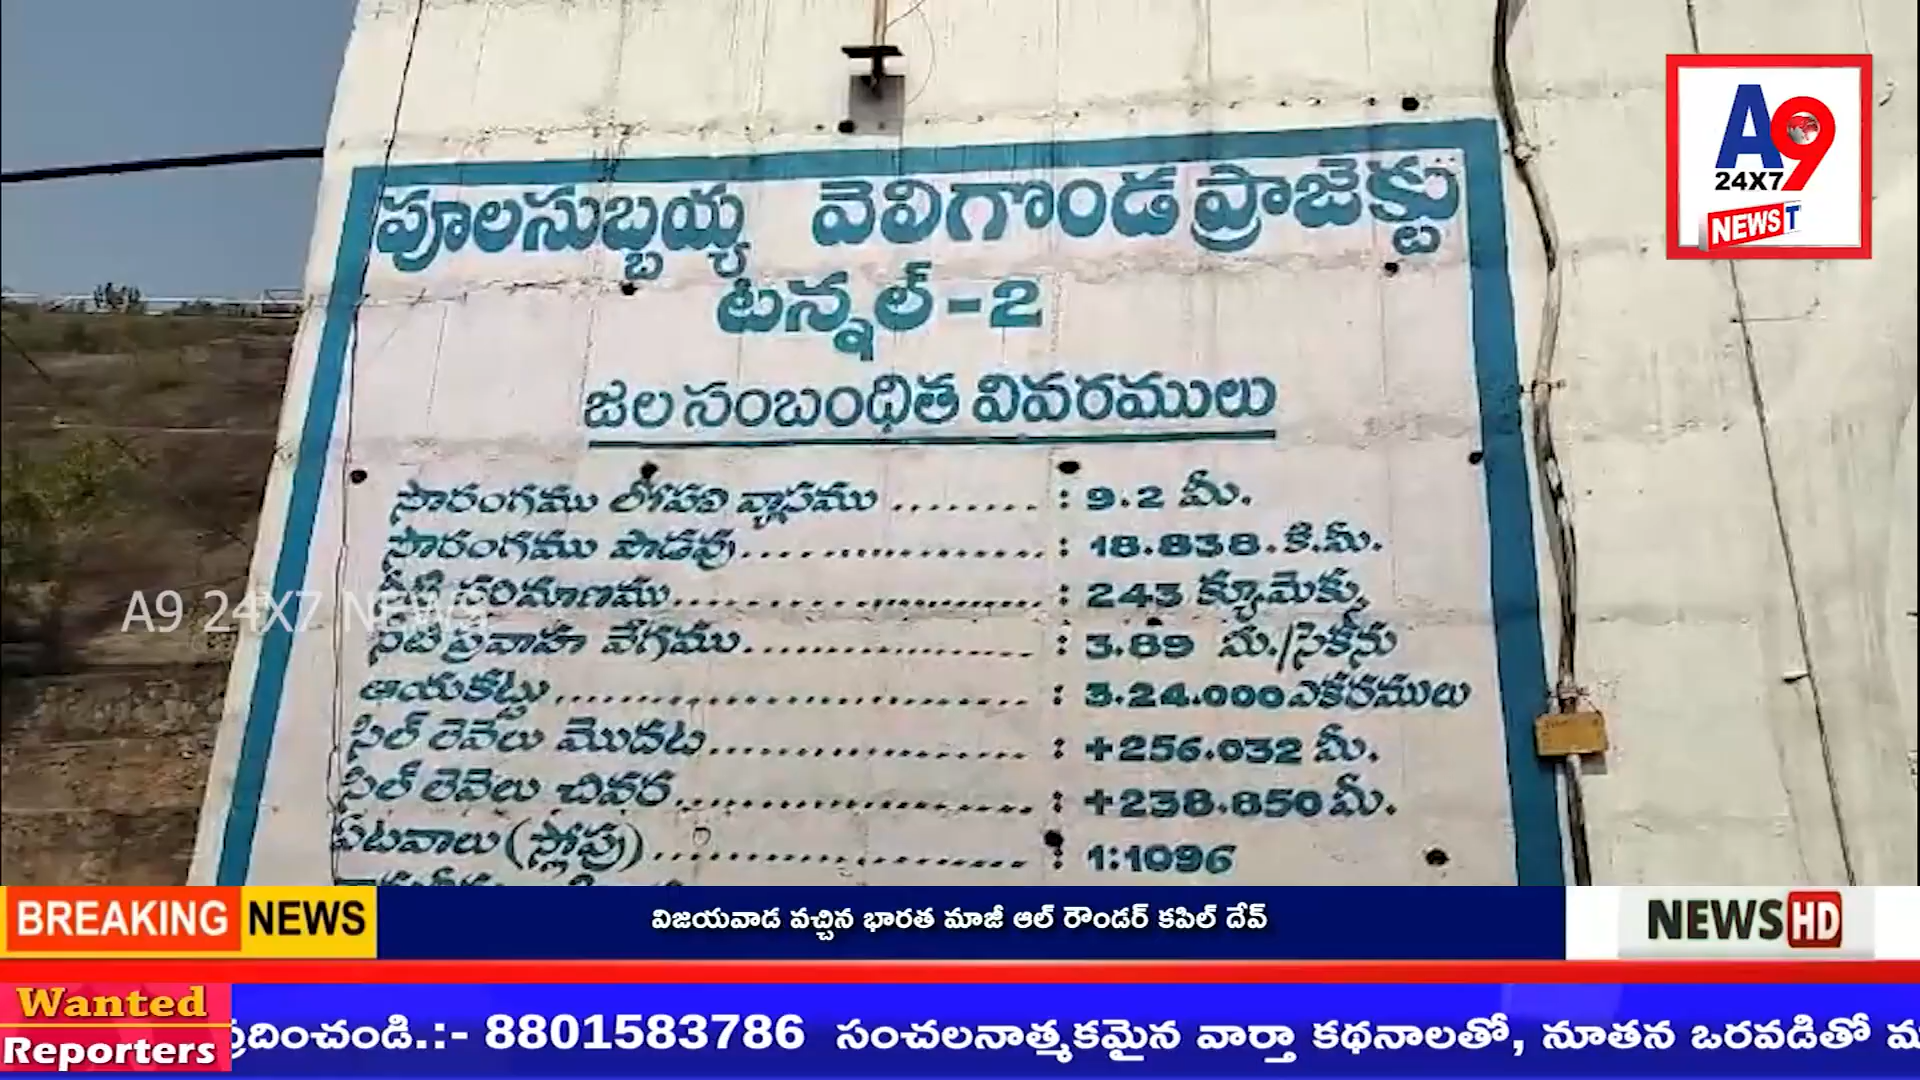 A9
24X7
NEWS T
పూలసుబ్బయ్య వెలిగొండ ప్రాజెక్టు
టన్నల్-2
జల సంబంధిత వివరములు
సొరంగము లోపలి వ్యాసము ........ : 9.2 మీ.
సొరంగము పొడవు.................... : 18.838.కి.మీ.
నీటి పరిమాణము....................... : 243 క్యూమెక్కు
నీటి ప్రవాహ వేగము.................. : 3.89 మీ./సెకను
ఆయకట్టు............................. : 3.24.000 ఎకరములు
సిల్ లెవెలు మొదట.................... : +256.032 మీ.
సిల్ లెవెలు చివర...................... : +238.850 మీ.
పటవాలు (స్లోపు)....................... : 1:1096
A9 24X7 NEWS
BREAKING NEWS
విజయవాడ వచ్చిన భారత మాజీ ఆల్ రౌండర్ కపిల్ దేవ్
NEWS HD
Wanted
Reporters
ప్రదించండి.:- 8801583786 సంచలనాత్మకమైన వార్తా కథనాలతో, నూతన ఒరవడితో